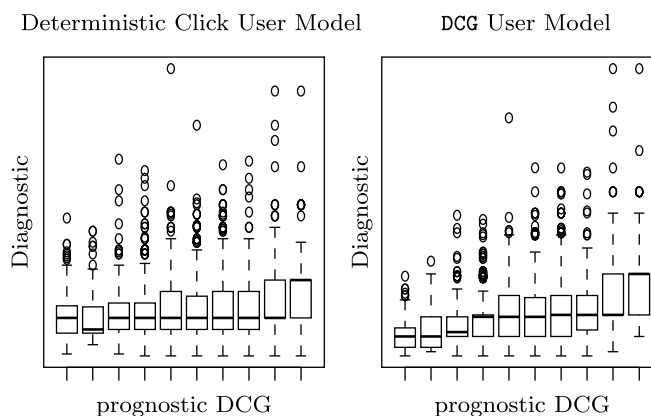 Deterministic Click User Model
DCG User Model
Diagnostic
Diagnostic
prognostic DCG
prognostic DCG